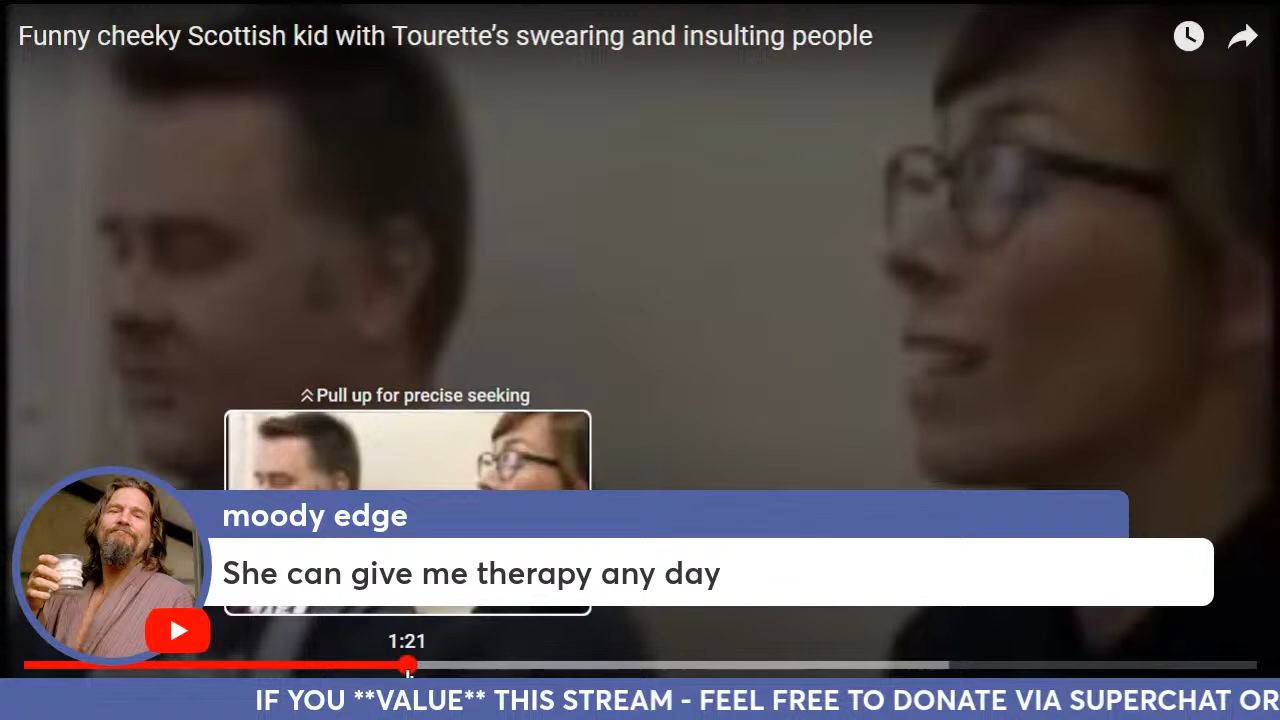 Funny cheeky Scottish kid with Tourette’s swearing and insulting people
Pull up for precise seeking
moody edge
She can give me therapy any day
1:21
IF YOU **VALUE** THIS STREAM - FEEL FREE TO DONATE VIA SUPERCHAT OR